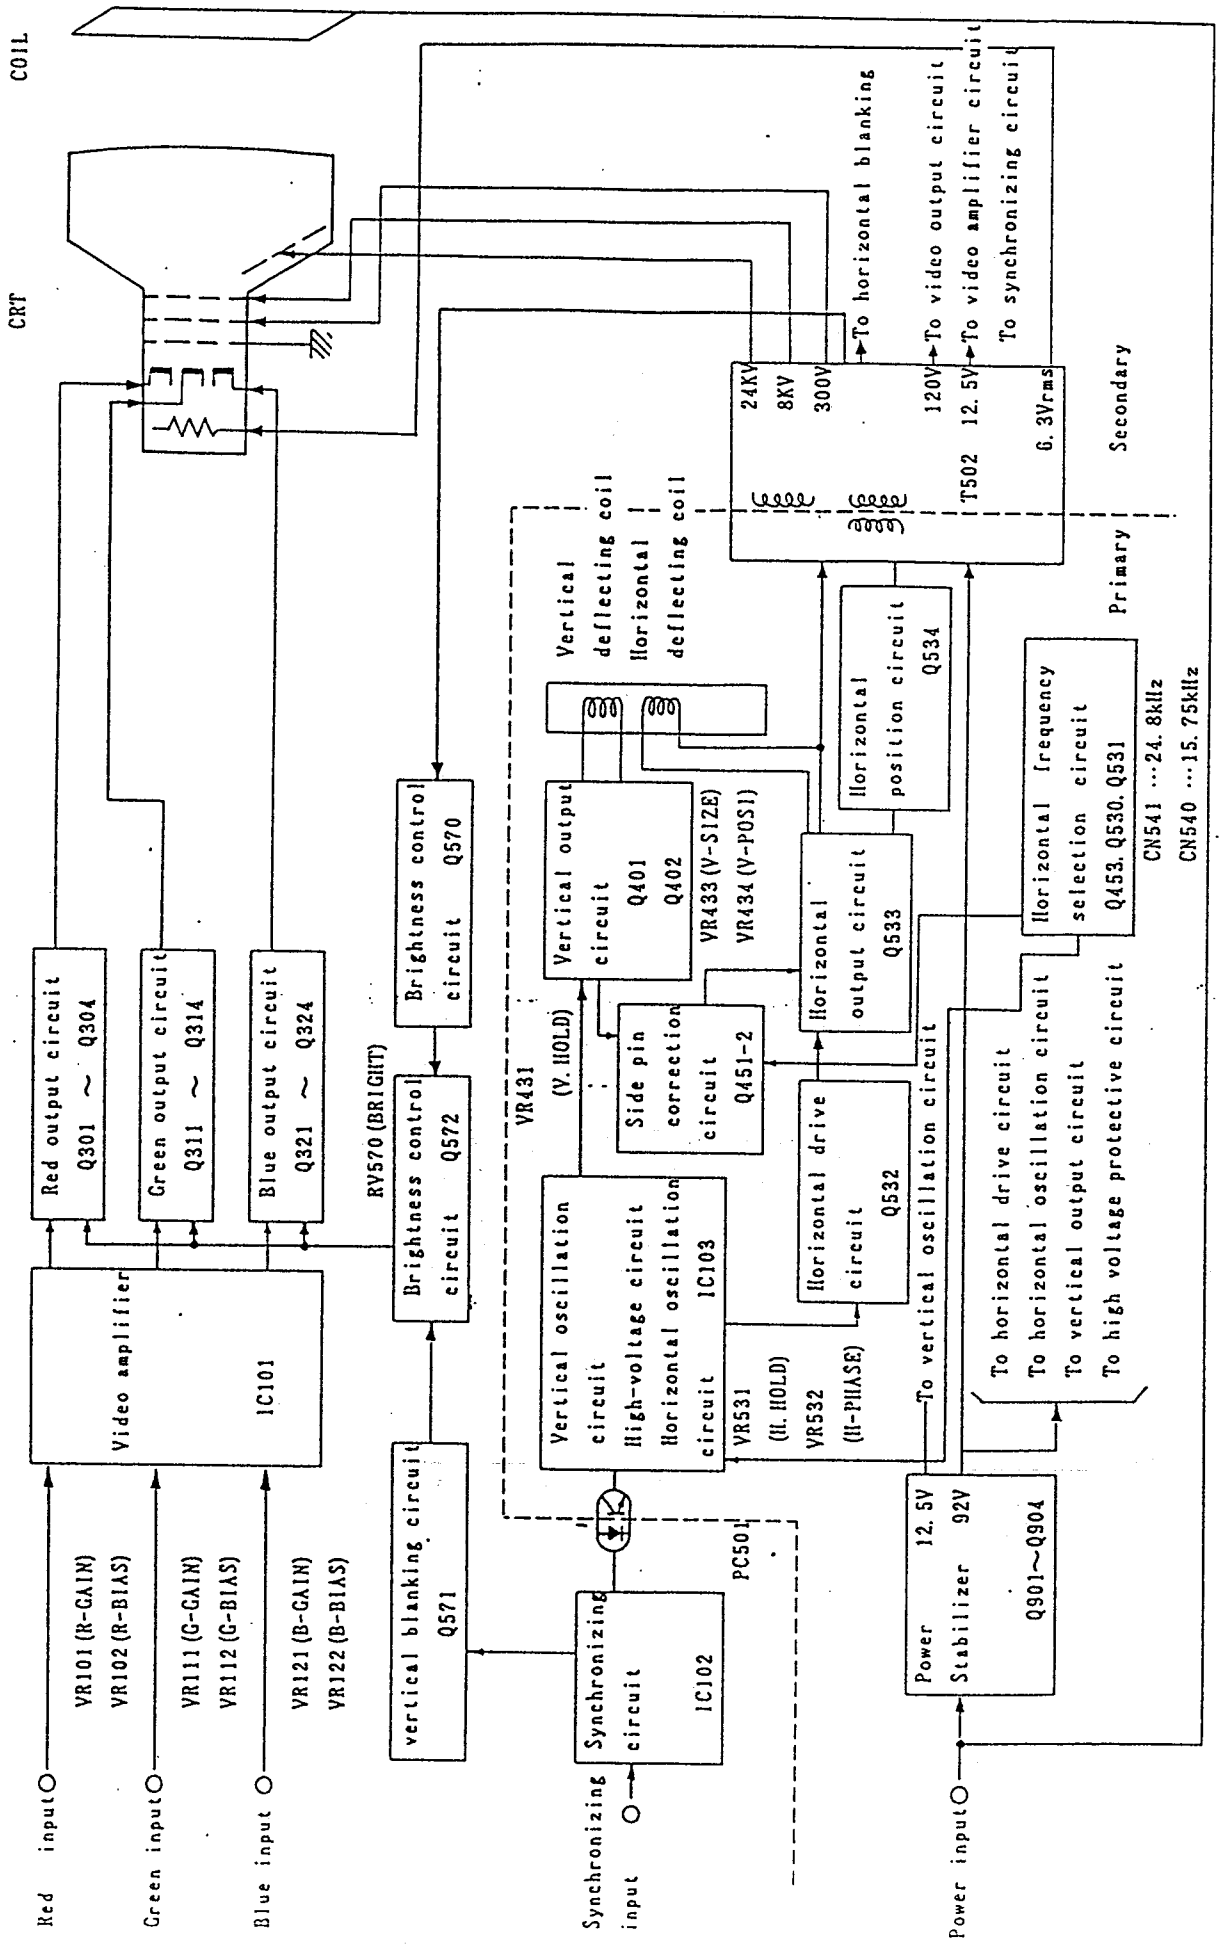 COIL
CRT
Red input
VR101(R-GAIN)
VR102(R-BIAS)
Green input
VR111(G-GAIN)
VR112(G-BIAS)
Blue input
VR121(B-GAIN)
VR122(B-BIAS)
Video amplifier
IC101
Red output circuit
Q301 ~ Q304
Green output circuit
Q311 ~ Q314
Blue output circuit
Q321 ~ Q324
RV570(BRIGHT)
vertical blanking circuit
Q571
Brightness control
circuit Q572
Brightness control
circuit Q570
Synchronizing
input
Synchronizing
circuit
IC102
PC501
VR431
(V. HOLD)
Vertical oscillation
circuit
High-voltage circuit
Horizontal oscillation
circuit IC103
VR531
(H. HOLD)
VR532
(H-PHASE)
Vertical output
circuit
Q401
Q402
VR433(V-SIZE)
VR434(V-POSI)
Side pin
correction
circuit
Q451-2
Horizontal drive
circuit
Q532
Horizontal
output circuit
Q533
Horizontal
position circuit
Q534
Vertical
deflecting coil
Horizontal
deflecting coil
24KV
8KV
300V
120V
T502 12.5V
6.3Vrms
To horizontal blanking
To video output circuit
To video amplifier circuit
To synchronizing circuit
Primary
Secondary
Horizontal frequency
selection circuit
Q453. Q530. Q531
CN541 ···24.8kHz
CN540 ···15.75kHz
Power input
Power 12.5V
Stabilizer 92V
Q901~Q904
To vertical oscillation circuit
To horizontal drive circuit
To horizontal oscillation circuit
To vertical output circuit
To high voltage protective circuit